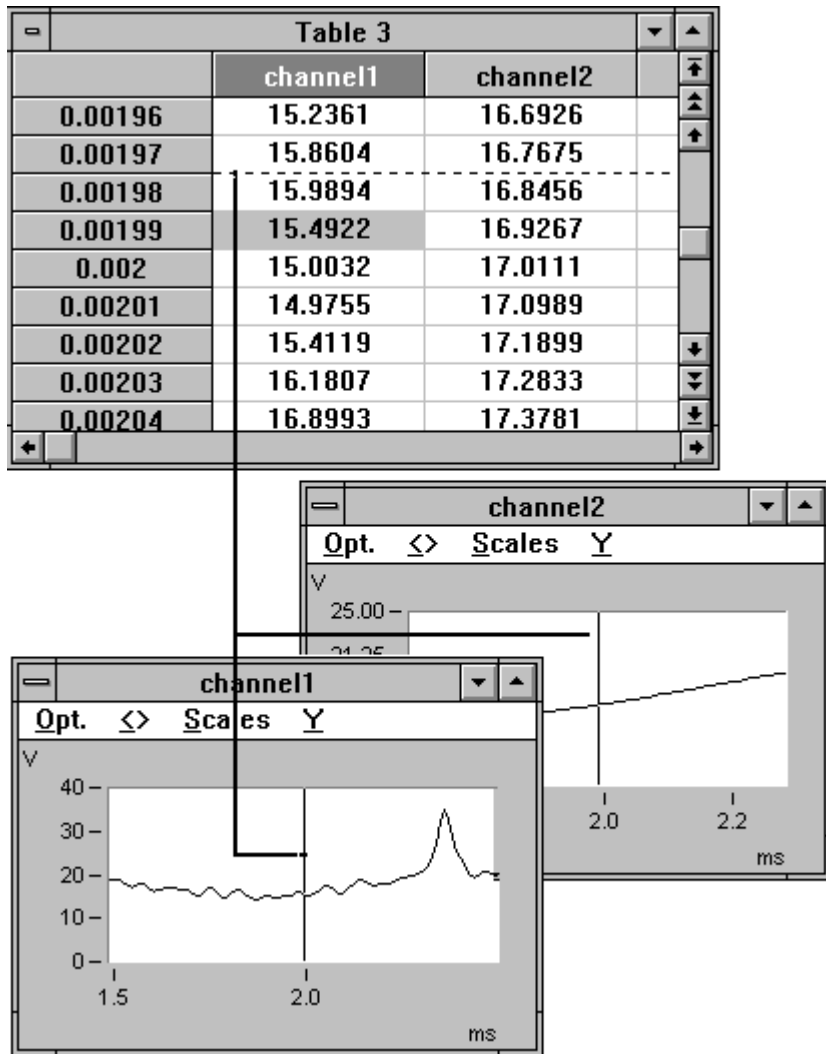 Table 3
channel1 channel2
0.00196 15.2361 16.6926
0.00197 15.8604 16.7675
0.00198 15.9894 16.8456
0.00199 15.4922 16.9267
0.002 15.0032 17.0111
0.00201 14.9755 17.0989
0.00202 15.4119 17.1899
0.00203 16.1807 17.2833
0.00204 16.8993 17.3781
channel2
Opt. <> Scales Y
V
25.00
2.0 2.2
ms
channel1
Opt. <> Scales Y
V
40
30
20
10
0
1.5 2.0
ms